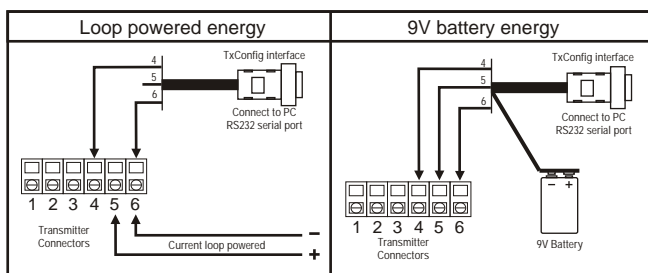 Loop powered energy
4
5
6
TxConfig interface
Connect to PC
RS232 serial port
1 2 3 4 5 6
Transmitter
Connectors
Current loop powered
–
+
9V battery energy
4
5
6
TxConfig interface
Connect to PC
RS232 serial port
1 2 3 4 5 6
Transmitter
Connectors
– +
9V Battery